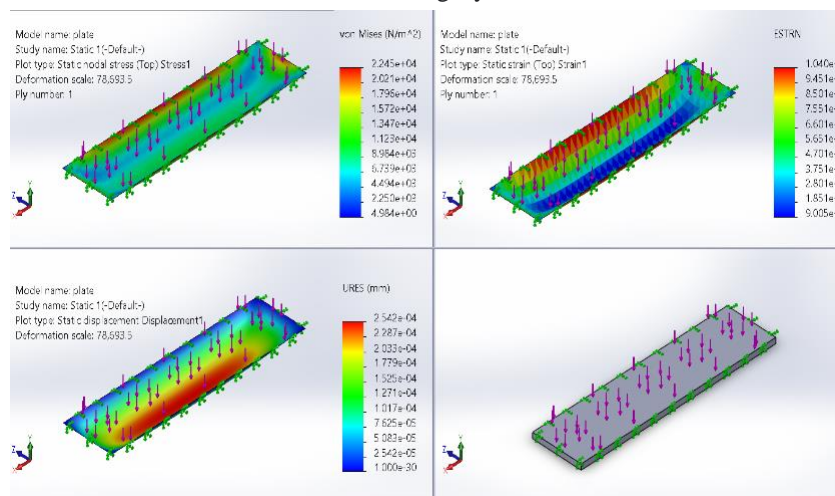 Model name: plate
Study name: Static 1(-Default-)
Plot type: Static nodal stress (Top) Stress1
Deformation scale: 78,693.5
Ply number: 1
von Mises (N/m^2)
2.245e+04
2.021e+04
1.796e+04
1.572e+04
1.347e+04
1.123e+04
8.984e+03
6.739e+03
4.494e+03
2.250e+03
4.984e+00
Model name: plate
Study name: Static 1(-Default-)
Plot type: Static strain (Top) Strain1
Deformation scale: 78,693.5
Ply number: 1
ESTRN
1.040e
9.451e
8.501e
7.551e
6.601e
5.651e
4.701e
3.751e
2.801e
1.851e
9.005e
Model name: plate
Study name: Static 1(-Default-)
Plot type: Static displacement Displacement1
Deformation scale: 78,693.5
URES (mm)
2.542e-04
2.287e-04
2.033e-04
1.779e-04
1.525e-04
1.271e-04
1.017e-04
7.625e-05
5.083e-05
2.542e-05
1.000e-30